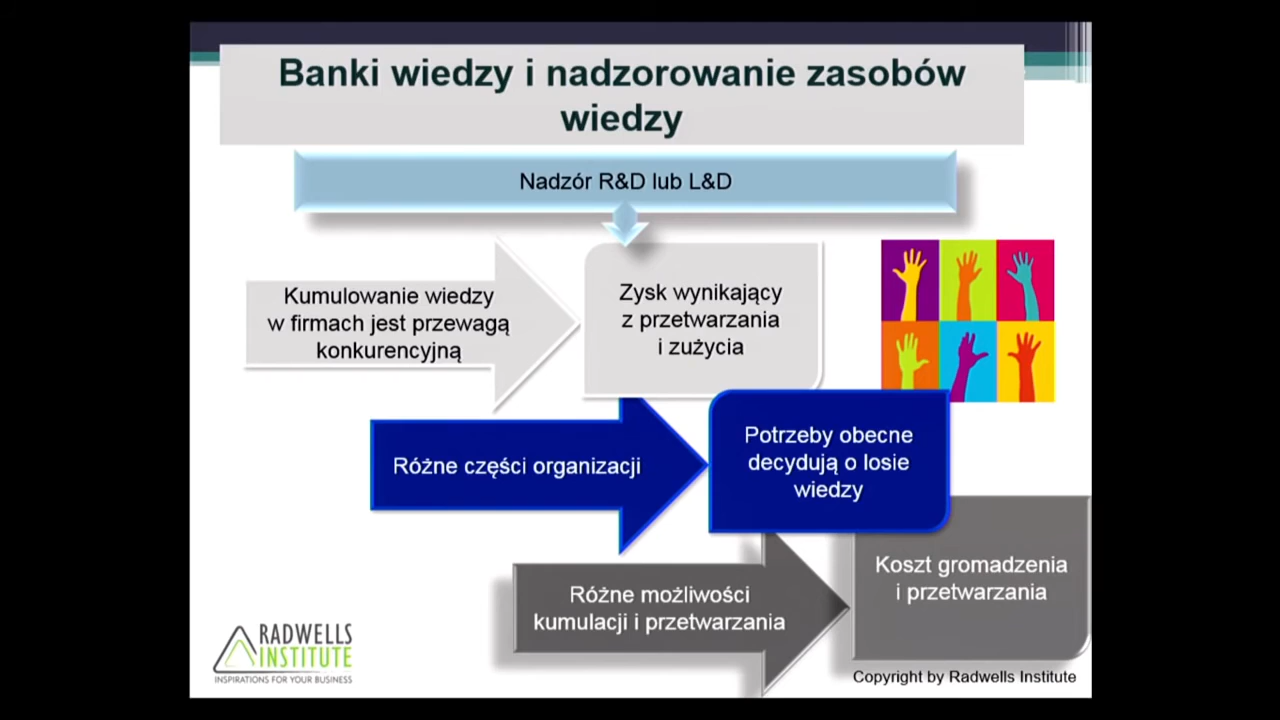 Banki wiedzy i nadzorowanie zasobów
wiedzy
Nadzór R&D lub L&D
Kumulowanie wiedzy
w firmach jest przewagą
konkurencyjną
Zysk wynikający
z przetwarzania
i zużycia
Różne części organizacji
Potrzeby obecne
decydują o losie
wiedzy
Różne możliwości
kumulacji i przetwarzania
Koszt gromadzenia
i przetwarzania
RADWELLS
INSTITUTE
INSPIRATIONS FOR YOUR BUSINESS
Copyright by Radwells Institute